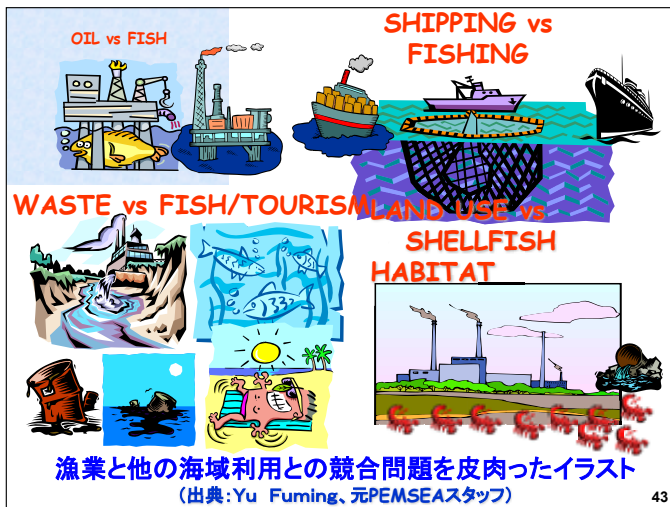 OIL vs FISH
SHIPPING vs
FISHING
WASTE vs FISH/TOURISM
LAND USE vs
SHELLFISH
HABITAT
漁業と他の海域利用との競合問題を皮肉ったイラスト
(出典:Yu Fuming、元PEMSEAスタッフ)
43